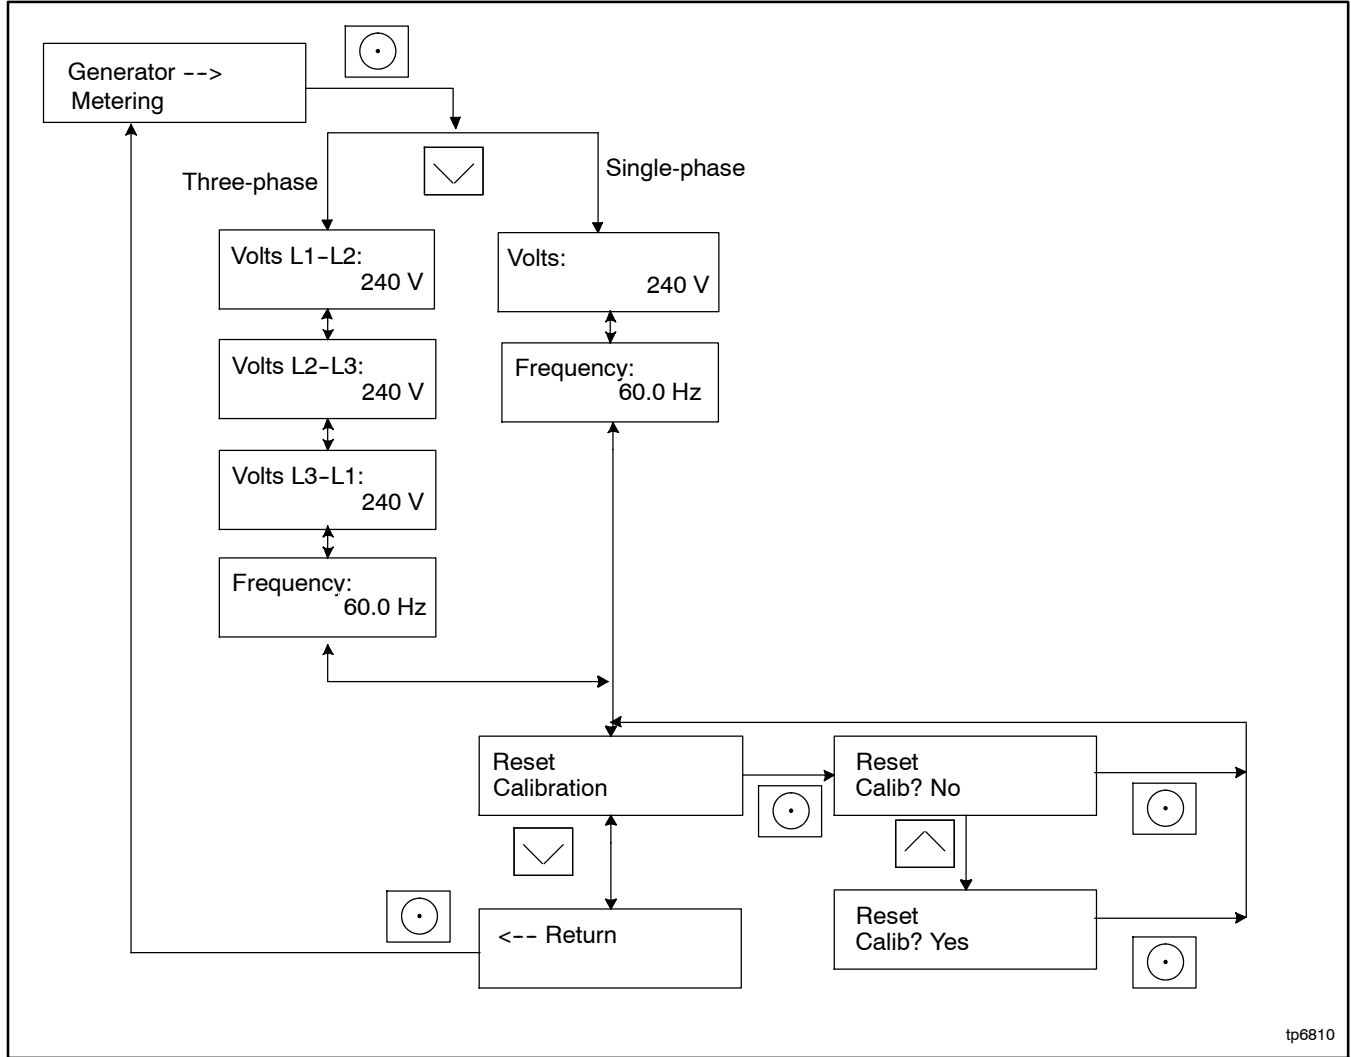 Generator -->
Metering
Three-phase
Single-phase
Volts L1-L2:
240 V
Volts:
240 V
Volts L2-L3:
240 V
Frequency:
60.0 Hz
Volts L3-L1:
240 V
Frequency:
60.0 Hz
Reset
Calibration
Reset
Calib? No
<-- Return
Reset
Calib? Yes
tp6810